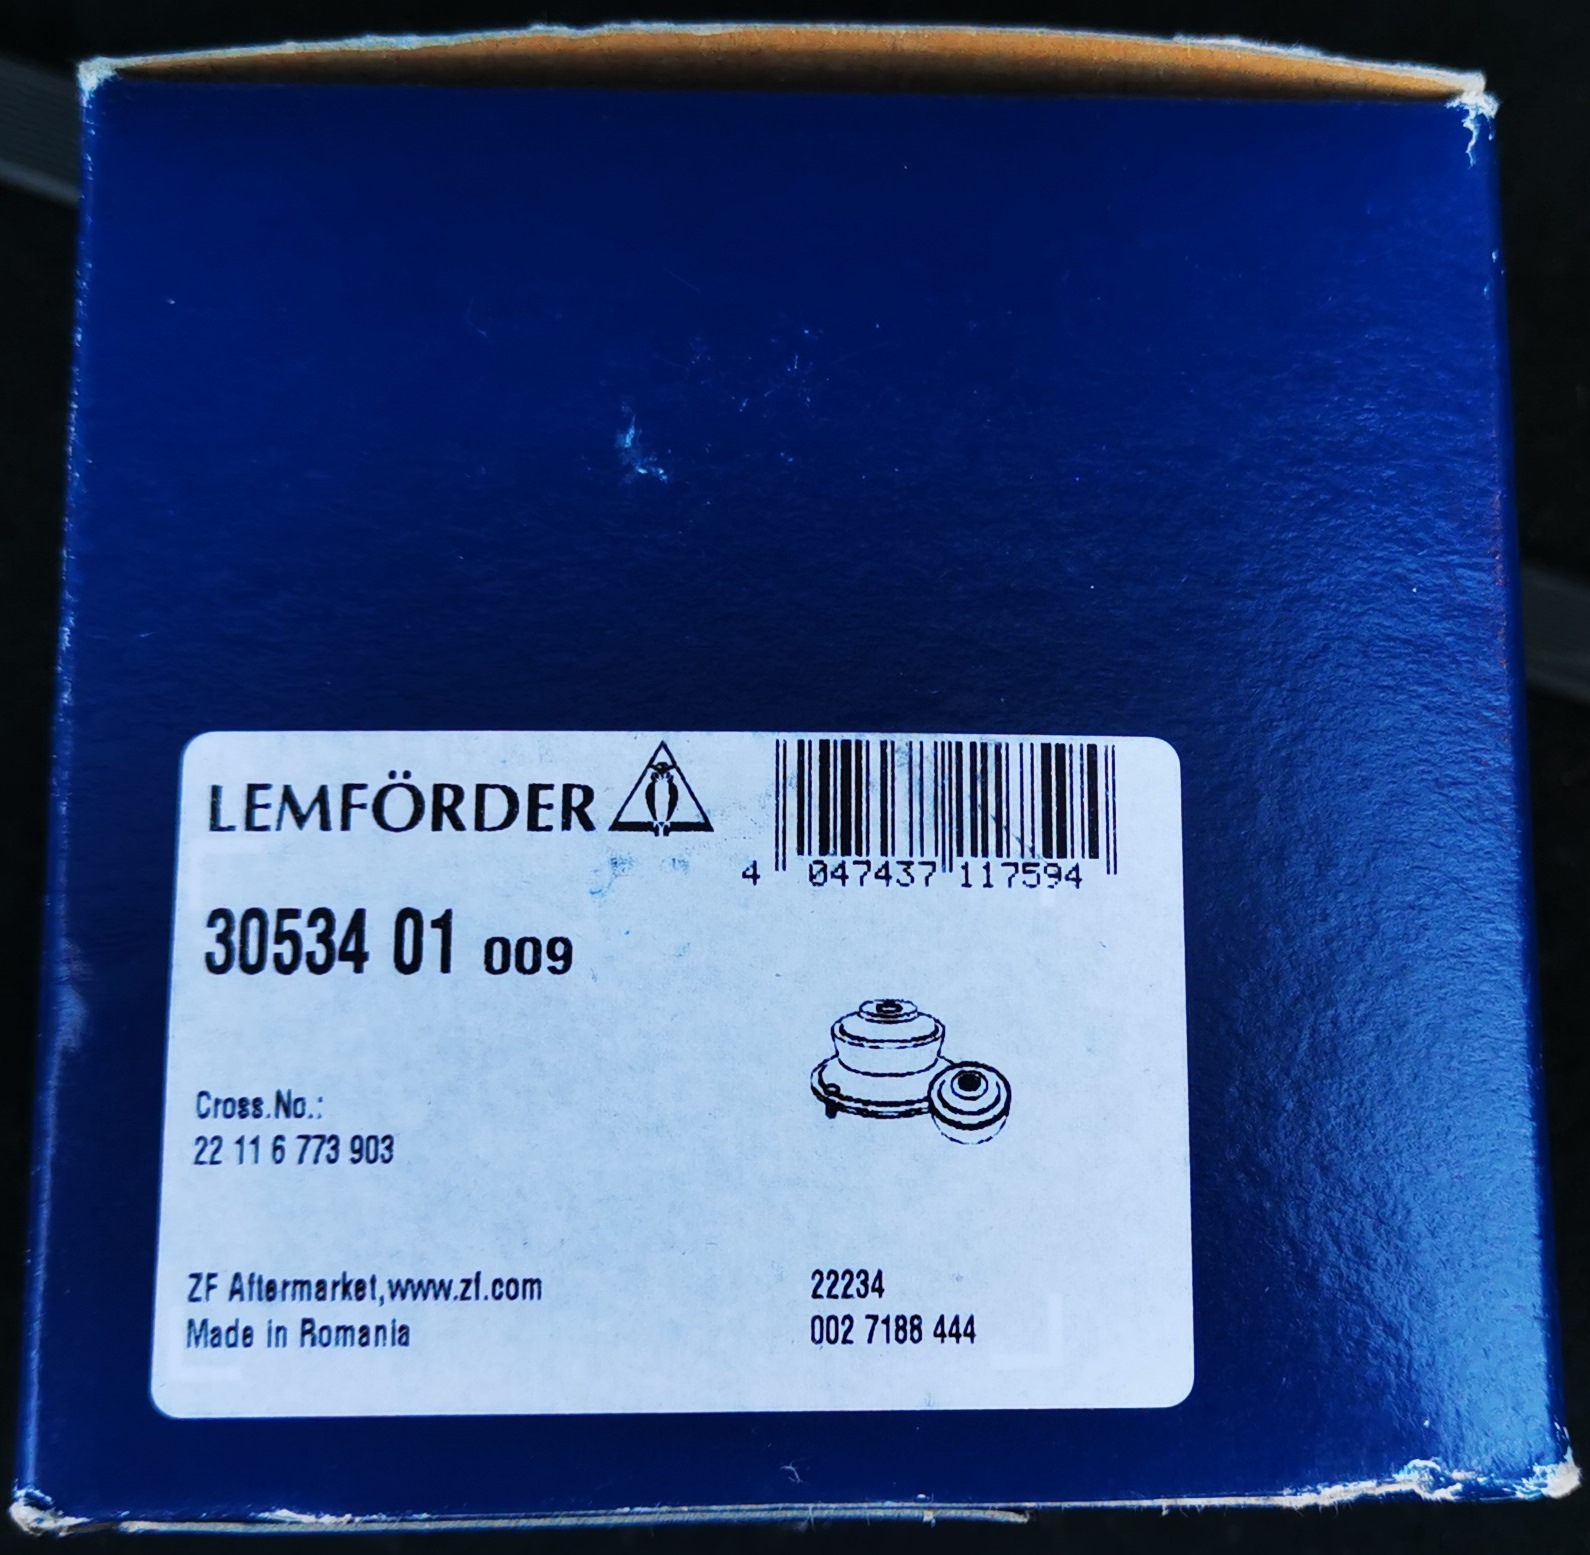 LEMFÖRDER
4 047437 117594
30534 01 009
Cross.No.:
22 11 6 773 903
ZF Aftermarket,www.zf.com
Made in Romania
22234
002 7188 444